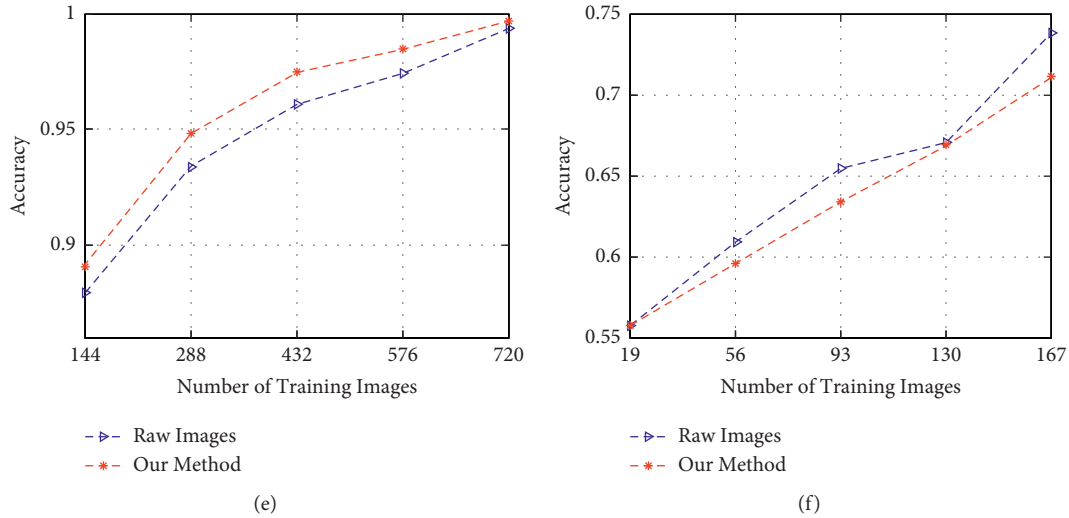 1
0.95
0.9
Accuracy
144 288 432 576 720
Number of Training Images
Raw Images
Our Method
(e)
0.75
0.7
0.65
0.6
0.55
Accuracy
19 56 93 130 167
Number of Training Images
Raw Images
Our Method
(f)